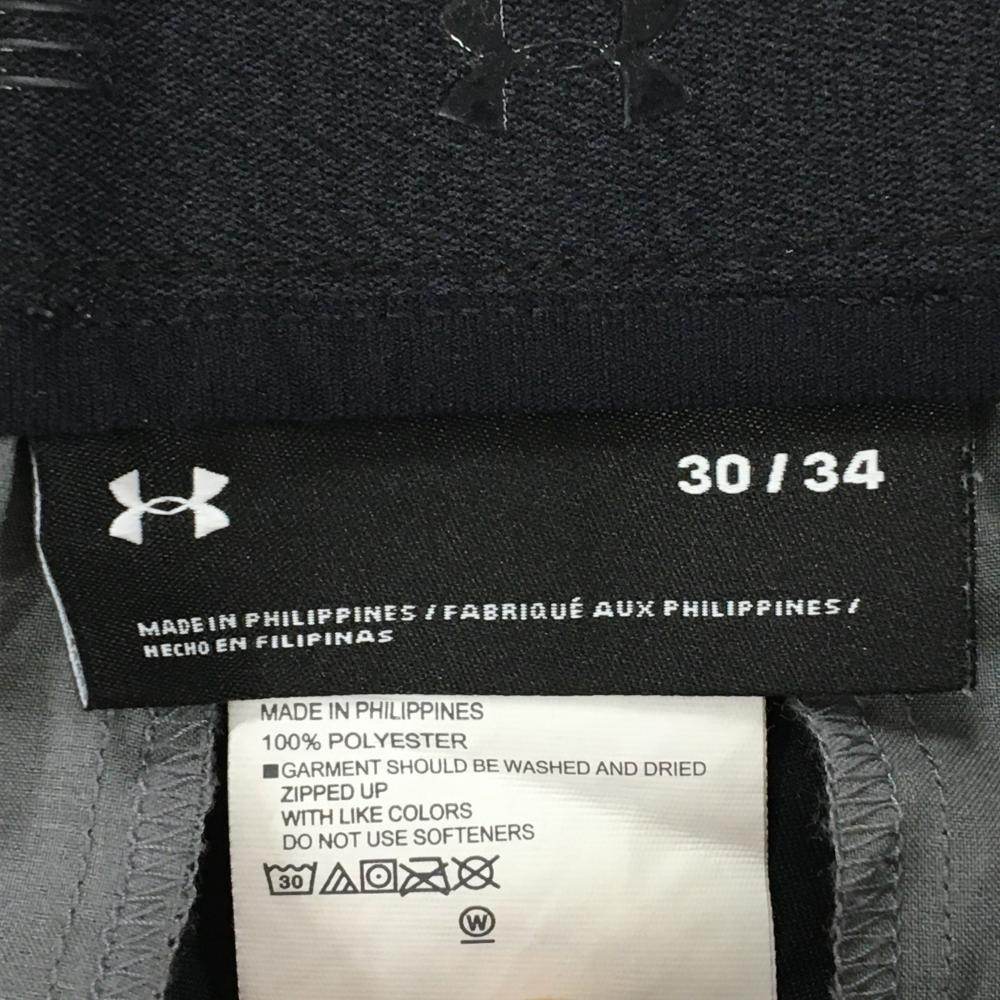 30 / 34
MADE IN PHILIPPINES / FABRIQUÉ AUX PHILIPPINES /
HECHO EN FILIPINAS
MADE IN PHILIPPINES
100% POLYESTER
■GARMENT SHOULD BE WASHED AND DRIED
ZIPPED UP
WITH LIKE COLORS
DO NOT USE SOFTENERS
30
W